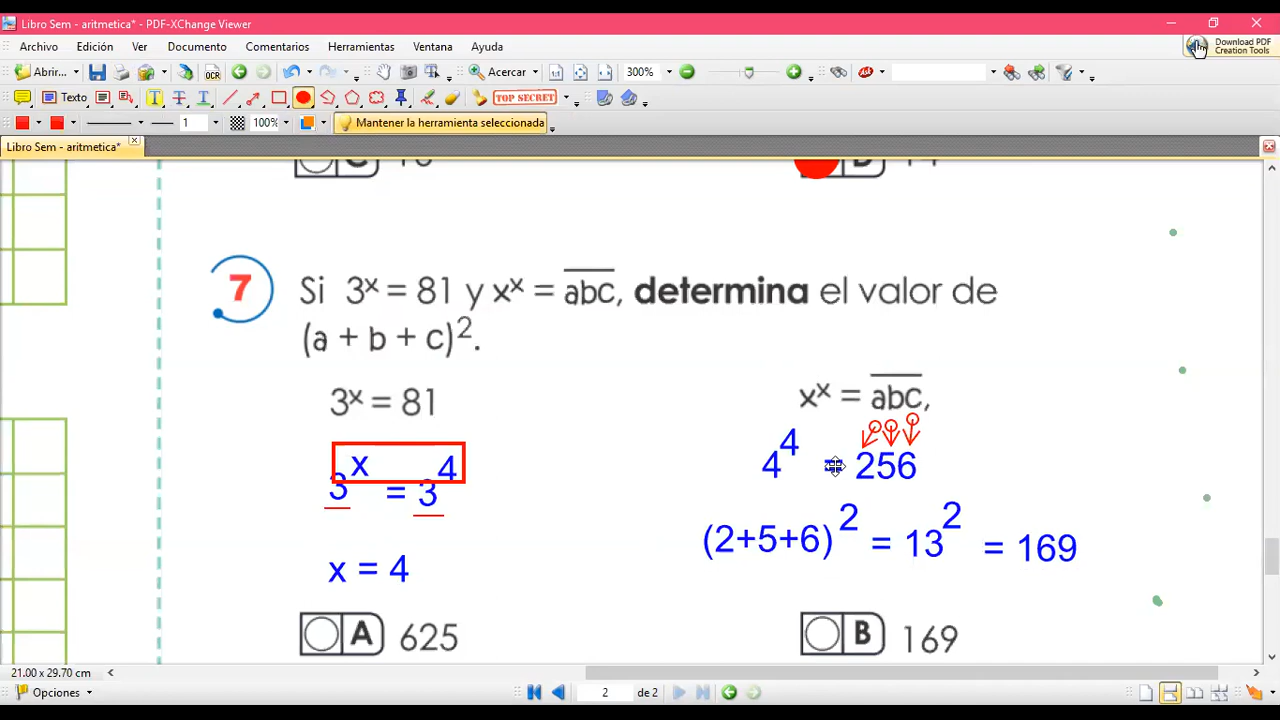 Libro Sem - aritmetica* - PDF-XChange Viewer
Archivo Edición Ver Documento Comentarios Herramientas Ventana Ayuda
Download PDF
Creation Tools
Abrir... OCR Acercar 300%
Texto TOP SECRET
1 100% Mantener la herramienta seleccionada
Libro Sem - aritmetica*
C D
7 Si 3ˣ = 81 y xˣ = a̅b̅c̅, determina el valor de
(a + b + c)².
3ˣ = 81 xˣ = a̅b̅c̅,
3ˣ = 3⁴ 4⁴ = 256
(2+5+6)² = 13² = 169
x = 4
A 625 B 169
21.00 x 29.70 cm
Opciones 2 de 2